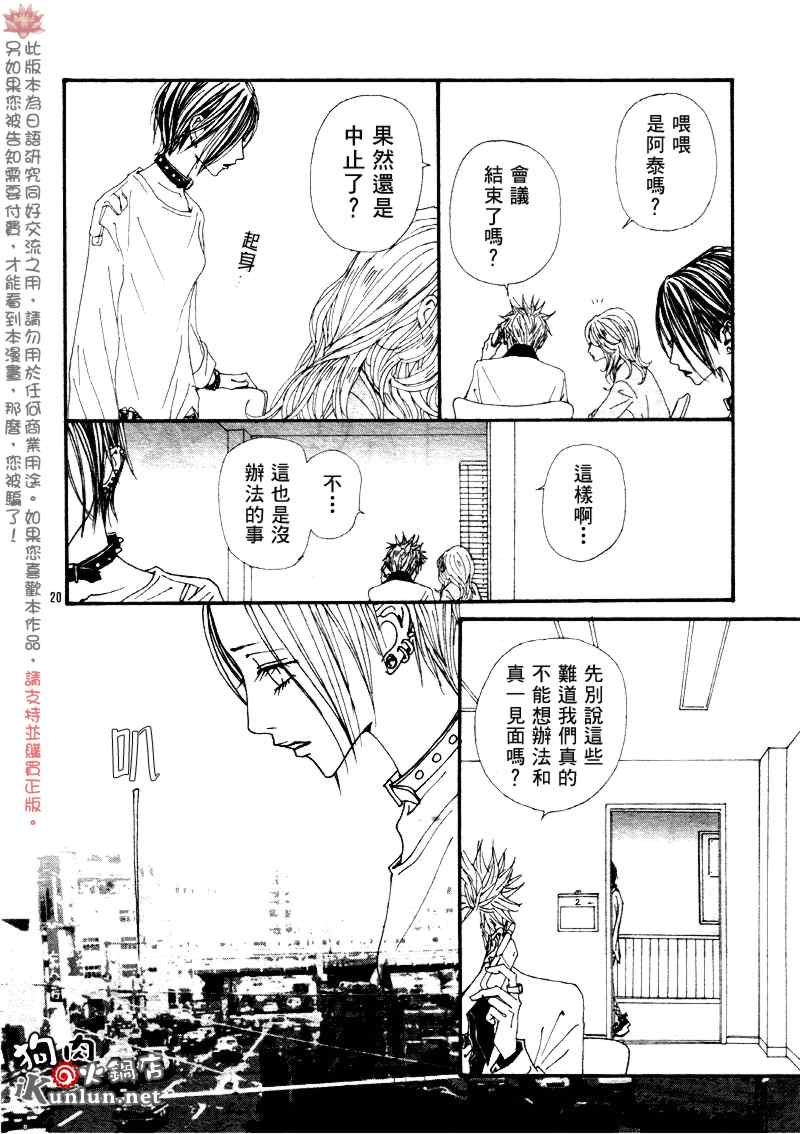 此版本為日語研究同好交流之用，請勿用於任何商業用途。如果您喜歡本作品，請支持並購買正版。
另如果您被告知需要付費，才能看到本漫畫，那麼，您被騙了！
喂喂
是阿泰嗎？
會議
結束了嗎？
果然還是
中止了？
起身…
這樣啊…
不…
這也是沒
辦法的事
20
先別說這些
難道我們真的
不能想辦法和
真一見面嗎？
2
叭
狗肉火鍋店
iKunlun.net